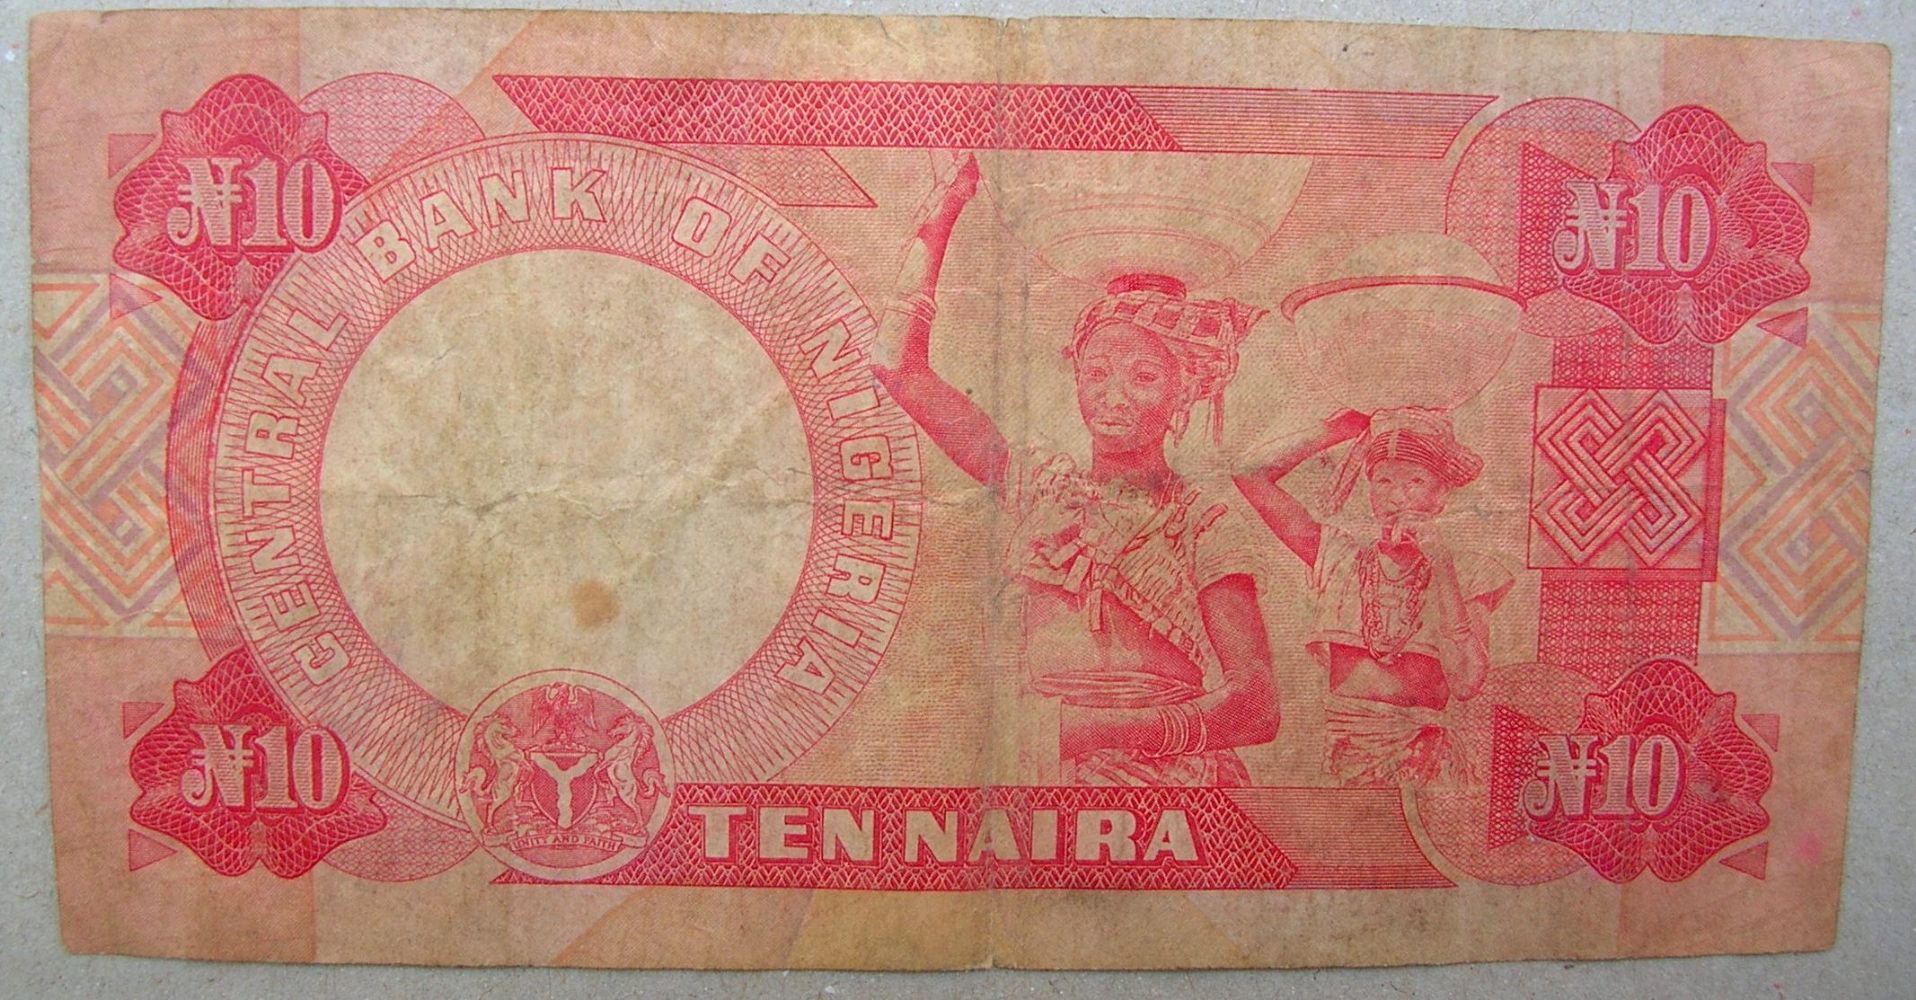 ₦10
₦10
CENTRAL BANK OF NIGERIA
₦10
₦10
UNITY AND FAITH
TEN NAIRA